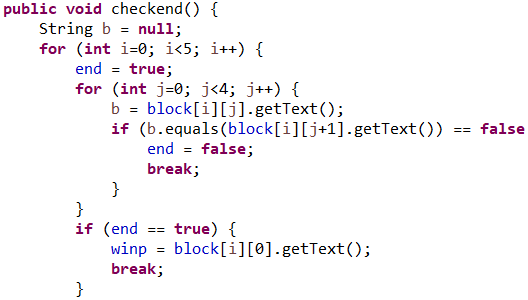 public void checkend() {
    String b = null;
    for (int i=0; i<5; i++) {
        end = true;
        for (int j=0; j<4; j++) {
            b = block[i][j].getText();
            if (b.equals(block[i][j+1].getText()) == false
                end = false;
                break;
            }
        }
        if (end == true) {
            winp = block[i][0].getText();
            break;
        }